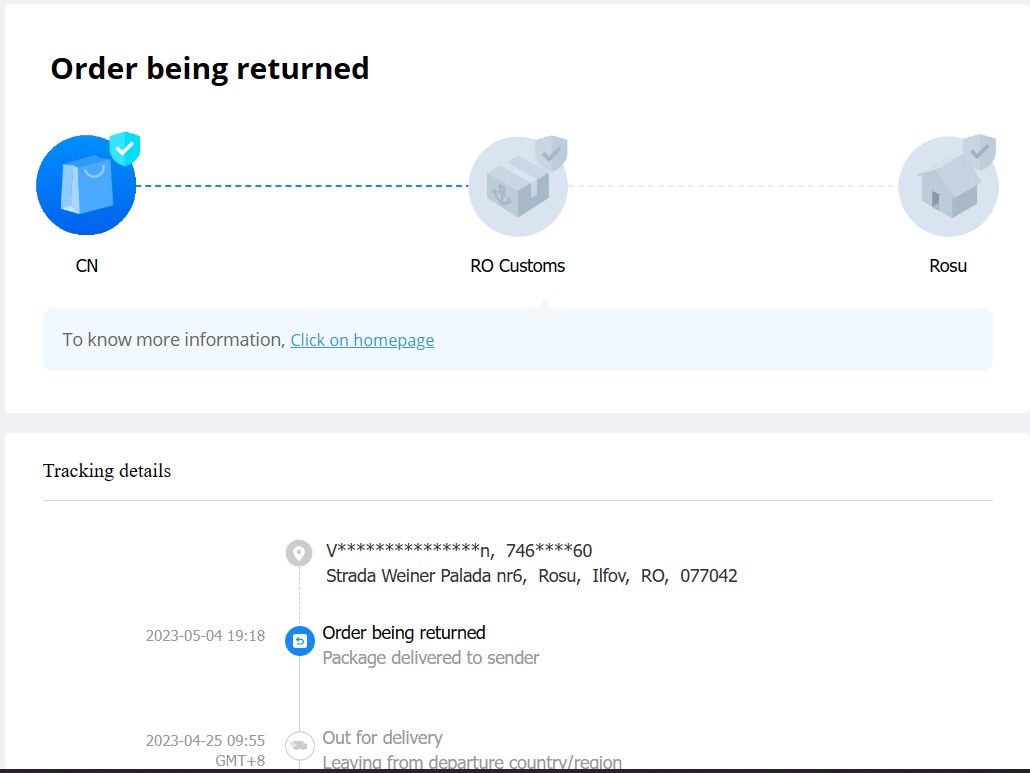 Order being returned
CN
RO Customs
Rosu
To know more information, Click on homepage
Tracking details
V***************n, 746****60
Strada Weiner Palada nr6, Rosu, Ilfov, RO, 077042
2023-05-04 19:18
Order being returned
Package delivered to sender
2023-04-25 09:55
GMT+8
Out for delivery
Leaving from departure country/region